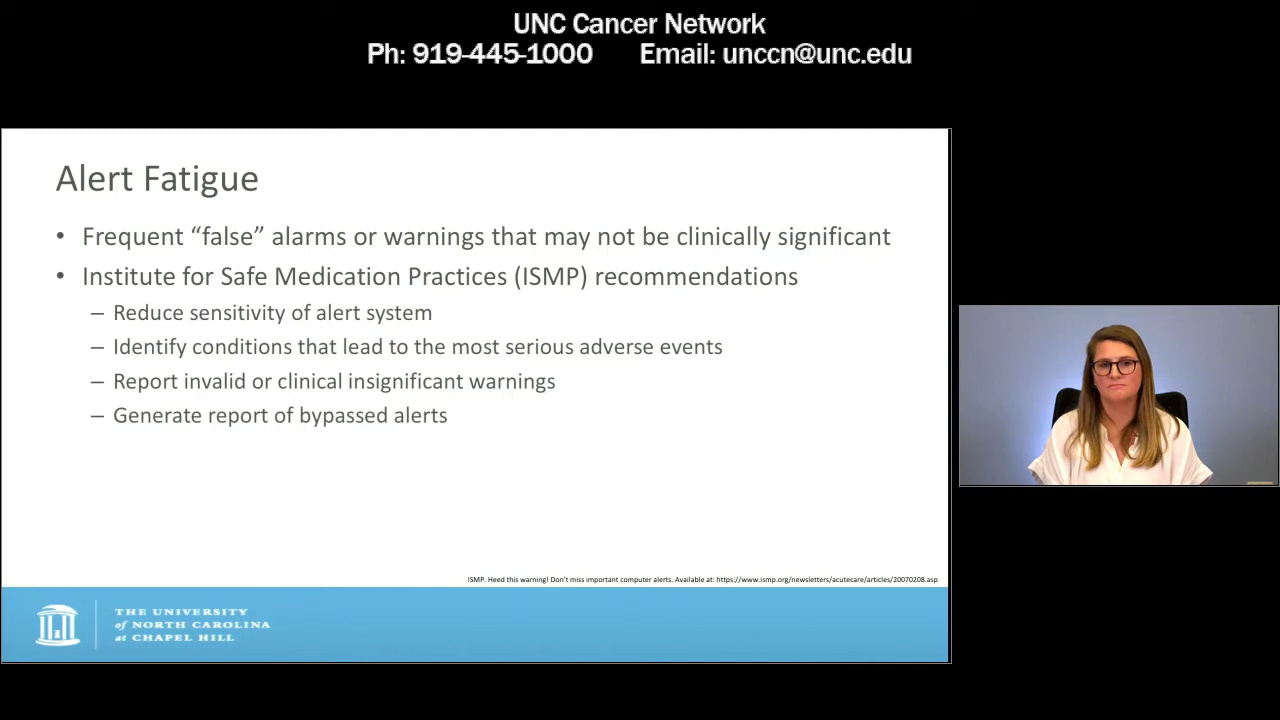 UNC Cancer Network
Ph: 919-445-1000 Email: unccn@unc.edu
Alert Fatigue
• Frequent “false” alarms or warnings that may not be clinically significant
• Institute for Safe Medication Practices (ISMP) recommendations
– Reduce sensitivity of alert system
– Identify conditions that lead to the most serious adverse events
– Report invalid or clinical insignificant warnings
– Generate report of bypassed alerts
ISMP. Heed this warning! Don't miss important computer alerts. Available at: https://www.ismp.org/newsletters/acutecare/articles/20070208.asp
THE UNIVERSITY
of NORTH CAROLINA
at CHAPEL HILL